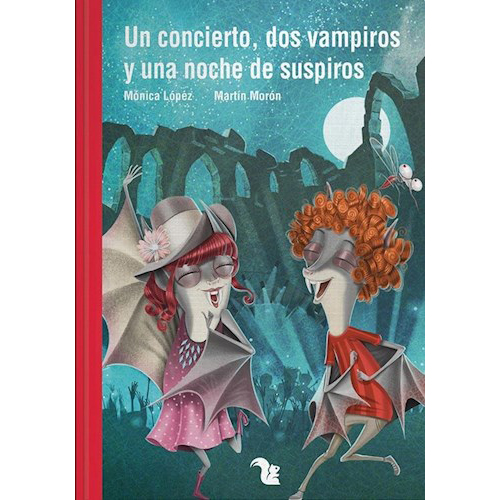 Un concierto, dos vampiros
y una noche de suspiros
Mónica López Martín Morón